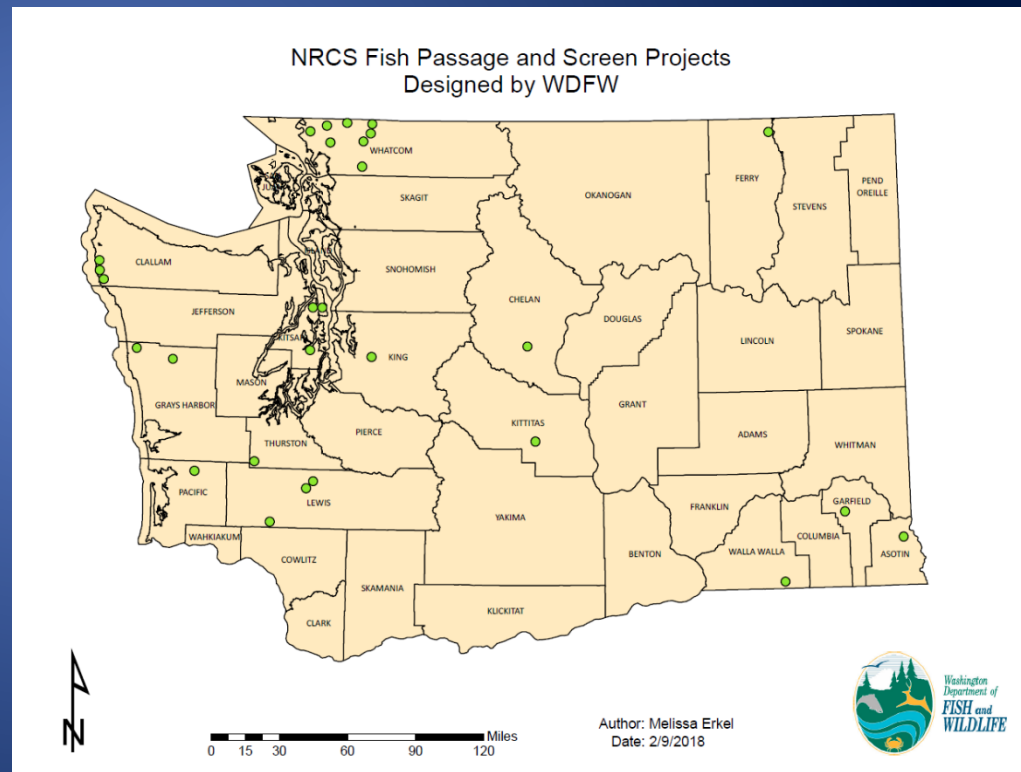 NRCS Fish Passage and Screen Projects
Designed by WDFW
WHATCOM
SKAGIT
OKANOGAN
FERRY
STEVENS
PEND
OREILLE
CLALLAM
SNOHOMISH
CHELAN
JEFFERSON
DOUGLAS
LINCOLN
SPOKANE
KING
MASON
GRAYS HARBOR
GRANT
KITTITAS
PIERCE
THURSTON
ADAMS
WHITMAN
PACIFIC
LEWIS
YAKIMA
FRANKLIN
GARFIELD
COLUMBIA
WAHKIAKUM
COWLITZ
BENTON
WALLA WALLA
ASOTIN
SKAMANIA
KLICKITAT
CLARK
N
0 15 30 60 90 120
Miles
Author: Melissa Erkel
Date: 2/9/2018
Washington
Department of
FISH and
WILDLIFE